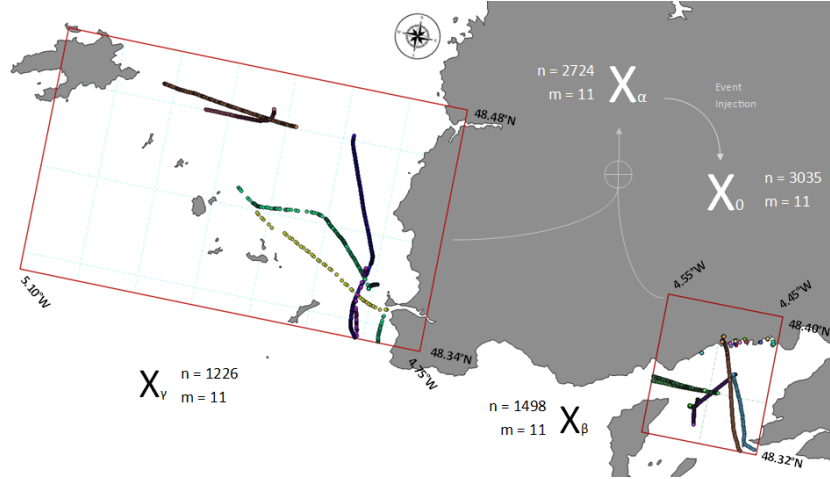 n = 2724
m = 11
Xα
Event
Injection
X0
n = 3035
m = 11
48.48°N
5.10°W
48.34°N
4.75°W
4.55°W
4.45°W
48.40°N
48.32°N
Xγ
n = 1226
m = 11
n = 1498
m = 11
Xβ